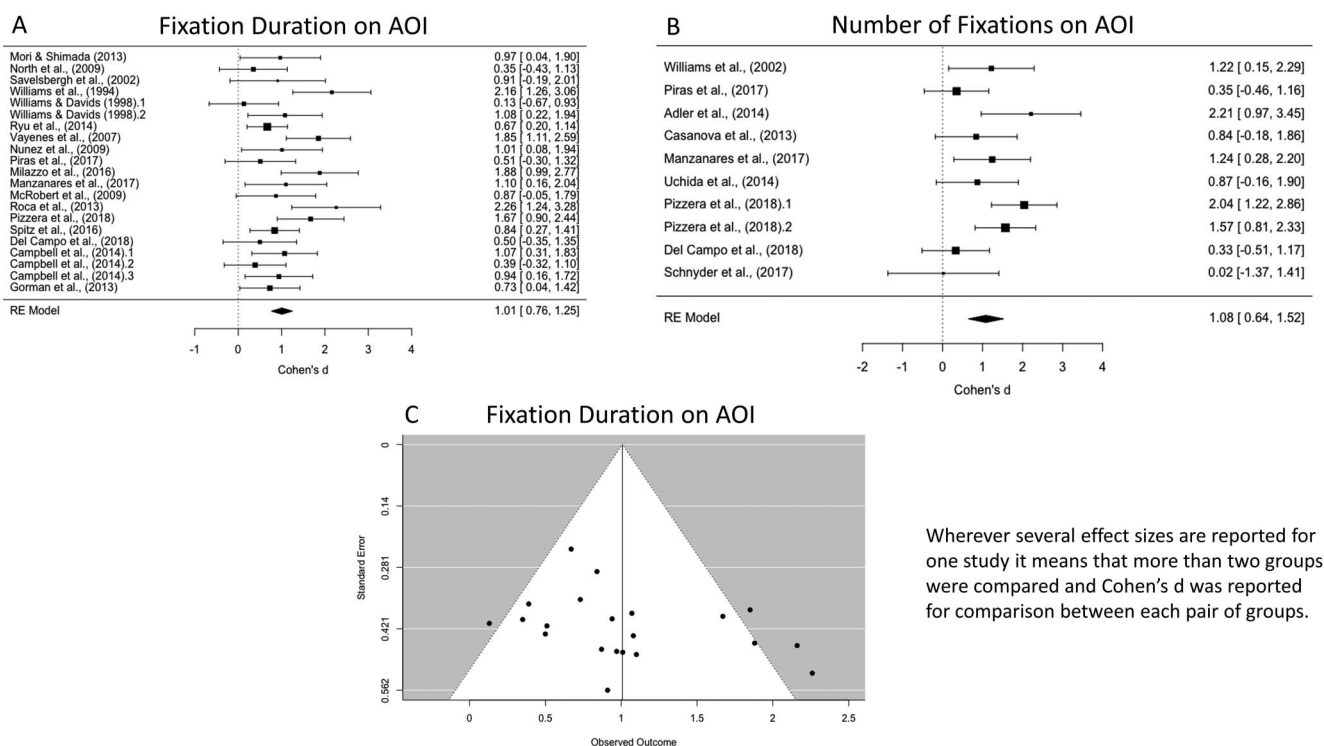 A Fixation Duration on AOI
Mori & Shimada (2013) 0.97 [ 0.04, 1.90]
North et al., (2009) 0.35 [-0.43, 1.13]
Savelsbergh et al., (2002) 0.91 [-0.19, 2.01]
Williams et al., (1994) 2.16 [ 1.26, 3.06]
Williams & Davids (1998).1 0.13 [-0.67, 0.93]
Williams & Davids (1998).2 1.08 [ 0.22, 1.94]
Ryu et al., (2014) 0.67 [ 0.20, 1.14]
Vayenes et al., (2007) 1.85 [ 1.11, 2.59]
Nunez et al., (2009) 1.01 [ 0.08, 1.94]
Piras et al., (2017) 0.51 [-0.30, 1.32]
Milazzo et al., (2016) 1.88 [ 0.99, 2.77]
Manzanares et al., (2017) 1.10 [ 0.16, 2.04]
McRobert et al., (2009) 0.87 [-0.05, 1.79]
Roca et al., (2013) 2.26 [ 1.24, 3.28]
Pizzera et al., (2018) 1.67 [ 0.90, 2.44]
Spitz et al., (2016) 0.84 [ 0.27, 1.41]
Del Campo et al., (2018) 0.50 [-0.35, 1.35]
Campbell et al., (2014).1 1.07 [ 0.31, 1.83]
Campbell et al., (2014).2 0.39 [-0.32, 1.10]
Campbell et al., (2014).3 0.94 [ 0.16, 1.72]
Gorman et al., (2013) 0.73 [ 0.04, 1.42]
RE Model 1.01 [ 0.76, 1.25]
-1 0 1 2 3 4
Cohen's d
B Number of Fixations on AOI
Williams et al., (2002) 1.22 [ 0.15, 2.29]
Piras et al., (2017) 0.35 [-0.46, 1.16]
Adler et al., (2014) 2.21 [ 0.97, 3.45]
Casanova et al., (2013) 0.84 [-0.18, 1.86]
Manzanares et al., (2017) 1.24 [ 0.28, 2.20]
Uchida et al., (2014) 0.87 [-0.16, 1.90]
Pizzera et al., (2018).1 2.04 [ 1.22, 2.86]
Pizzera et al., (2018).2 1.57 [ 0.81, 2.33]
Del Campo et al., (2018) 0.33 [-0.51, 1.17]
Schnyder et al., (2017) 0.02 [-1.37, 1.41]
RE Model 1.08 [ 0.64, 1.52]
-2 -1 0 1 2 3 4
Cohen's d
C Fixation Duration on AOI
Standard Error
0
0.14
0.281
0.421
0.562
0 0.5 1 1.5 2 2.5
Observed Outcome
Wherever several effect sizes are reported for
one study it means that more than two groups
were compared and Cohen’s d was reported
for comparison between each pair of groups.